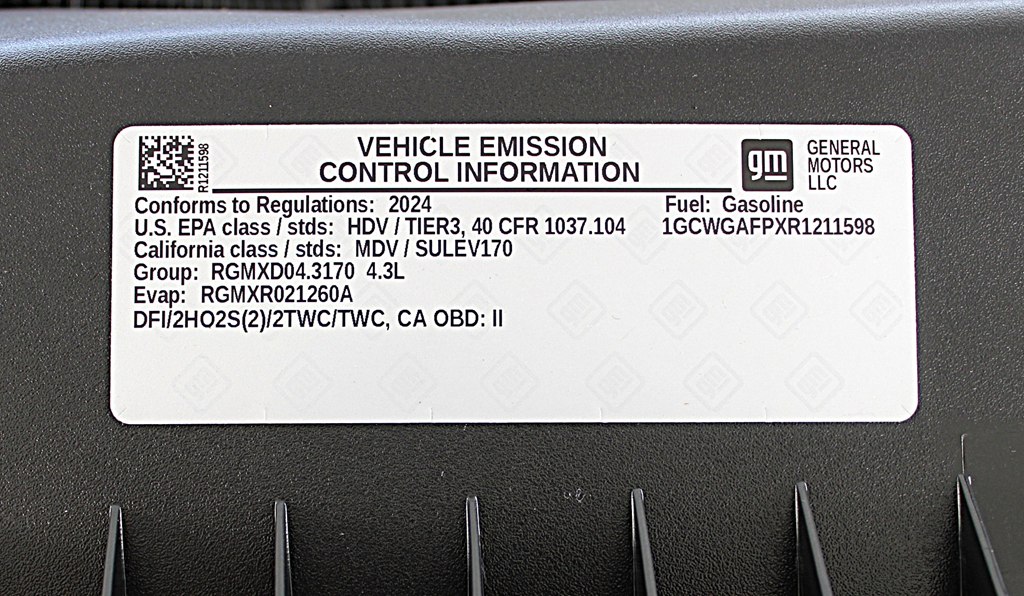 R1211598
VEHICLE EMISSION
CONTROL INFORMATION
gm
GENERAL
MOTORS
LLC
Conforms to Regulations: 2024
Fuel: Gasoline
U.S. EPA class / stds: HDV / TIER3, 40 CFR 1037.104
1GCWGAFPXR1211598
California class / stds: MDV / SULEV170
Group: RGMXD04.3170 4.3L
Evap: RGMXR021260A
DFI/2HO2S(2)/2TWC/TWC, CA OBD: II